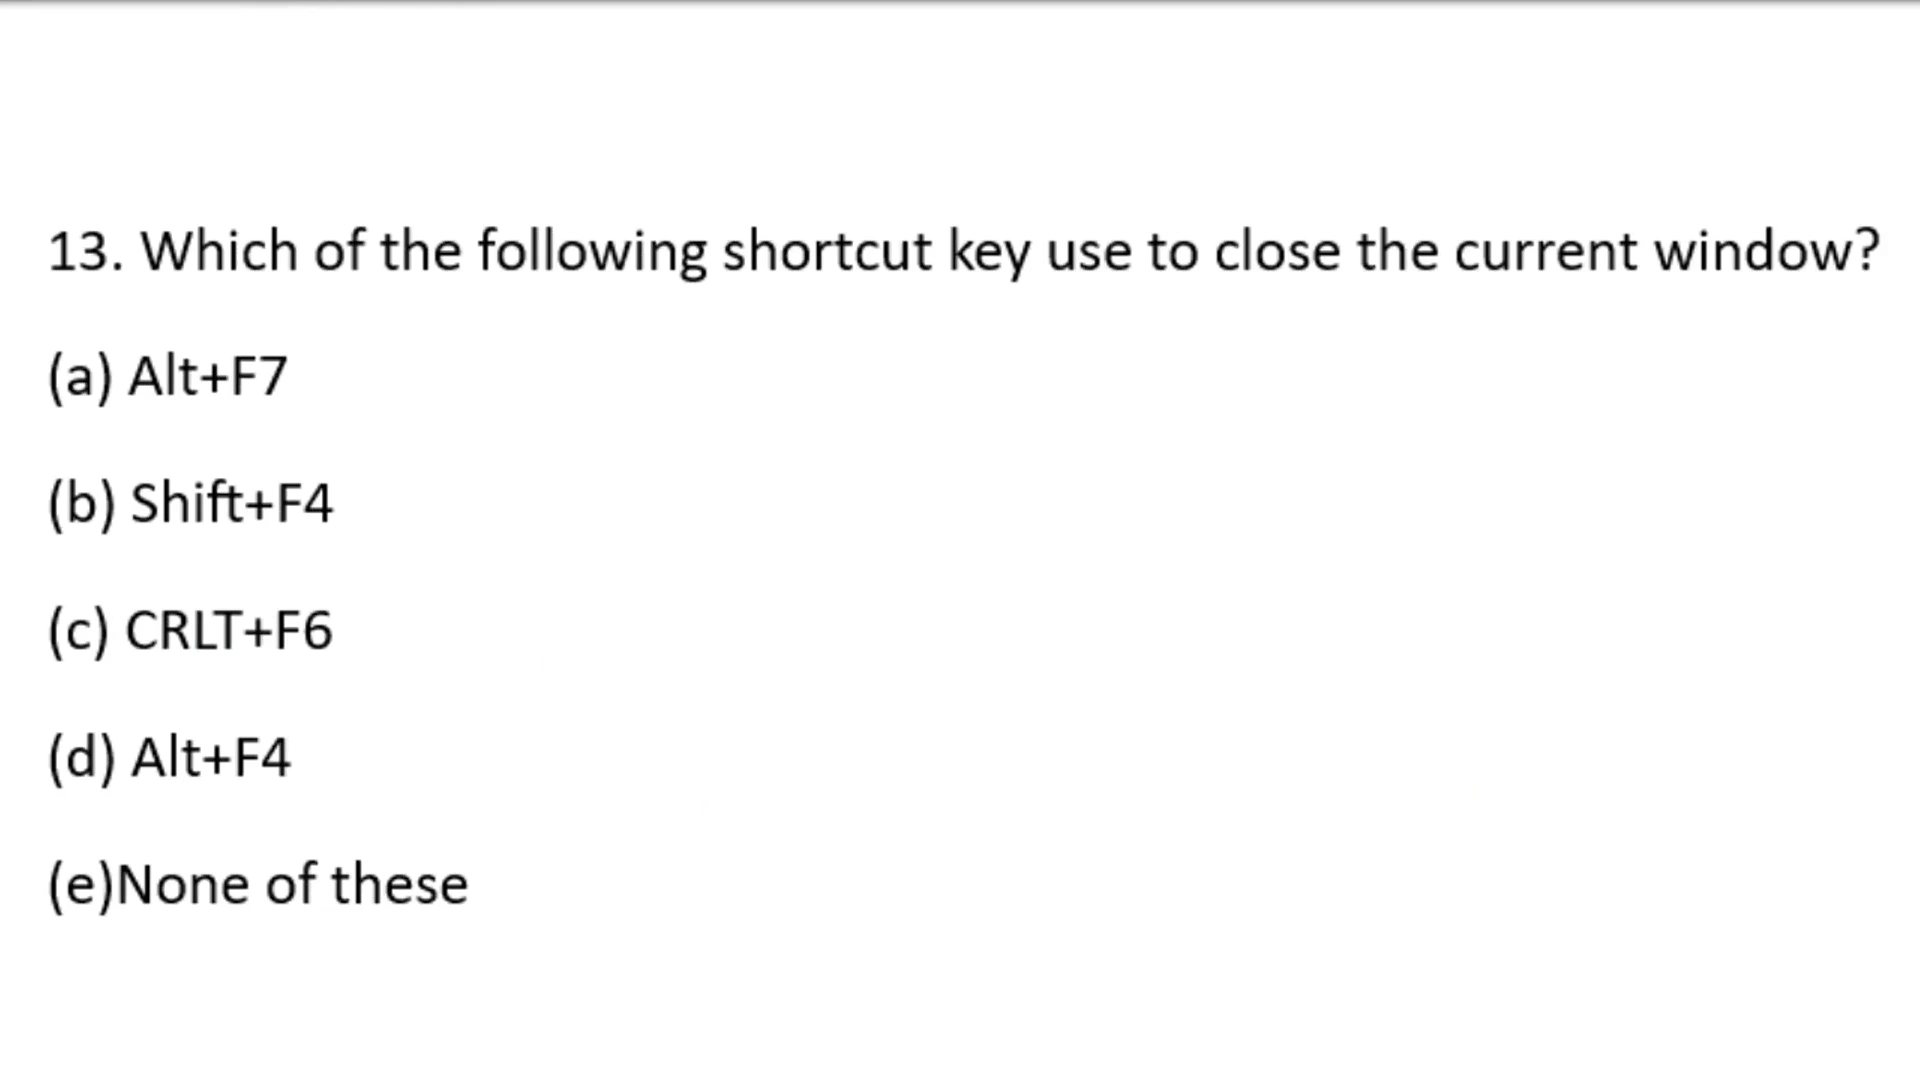 13. Which of the following shortcut key use to close the current window?
(a) Alt+F7
(b) Shift+F4
(c) CRLT+F6
(d) Alt+F4
(e)None of these